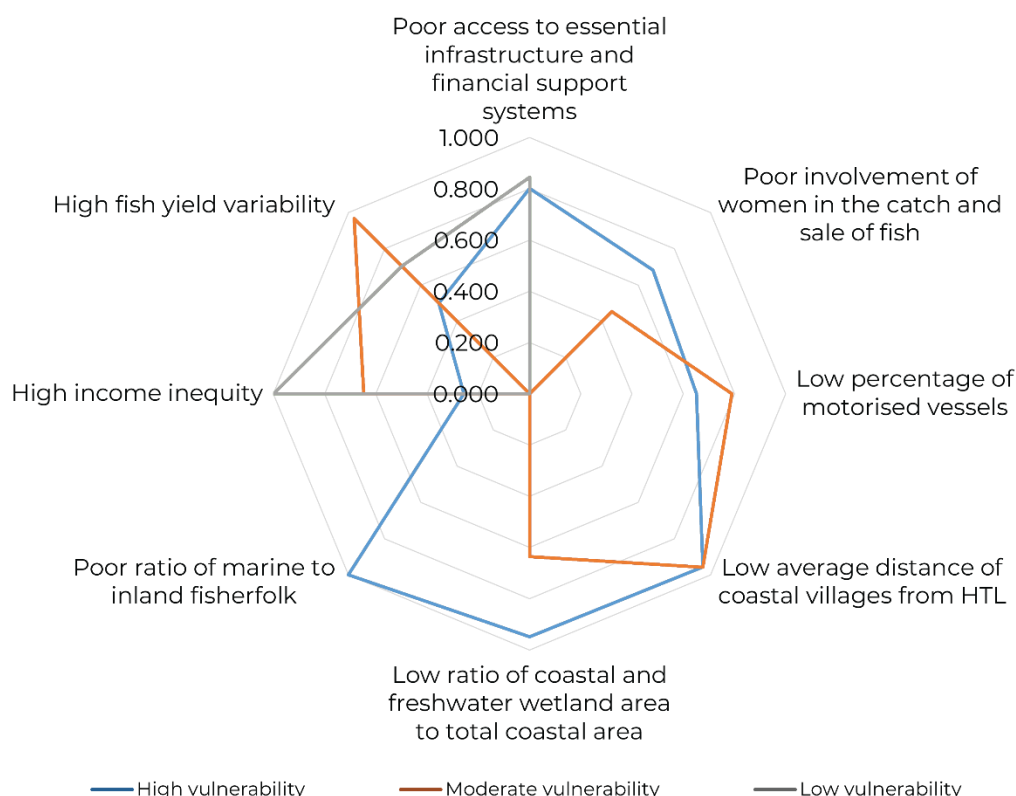 Poor access to essential
infrastructure and
financial support
systems
1.000
0.800
0.600
0.400
0.200
0.000
Poor involvement of
women in the catch and
sale of fish
Low percentage of
motorised vessels
Low average distance of
coastal villages from HTL
Low ratio of coastal and
freshwater wetland area
to total coastal area
Poor ratio of marine to
inland fisherfolk
High income inequity
High fish yield variability
High vulnerability
Moderate vulnerability
Low vulnerability